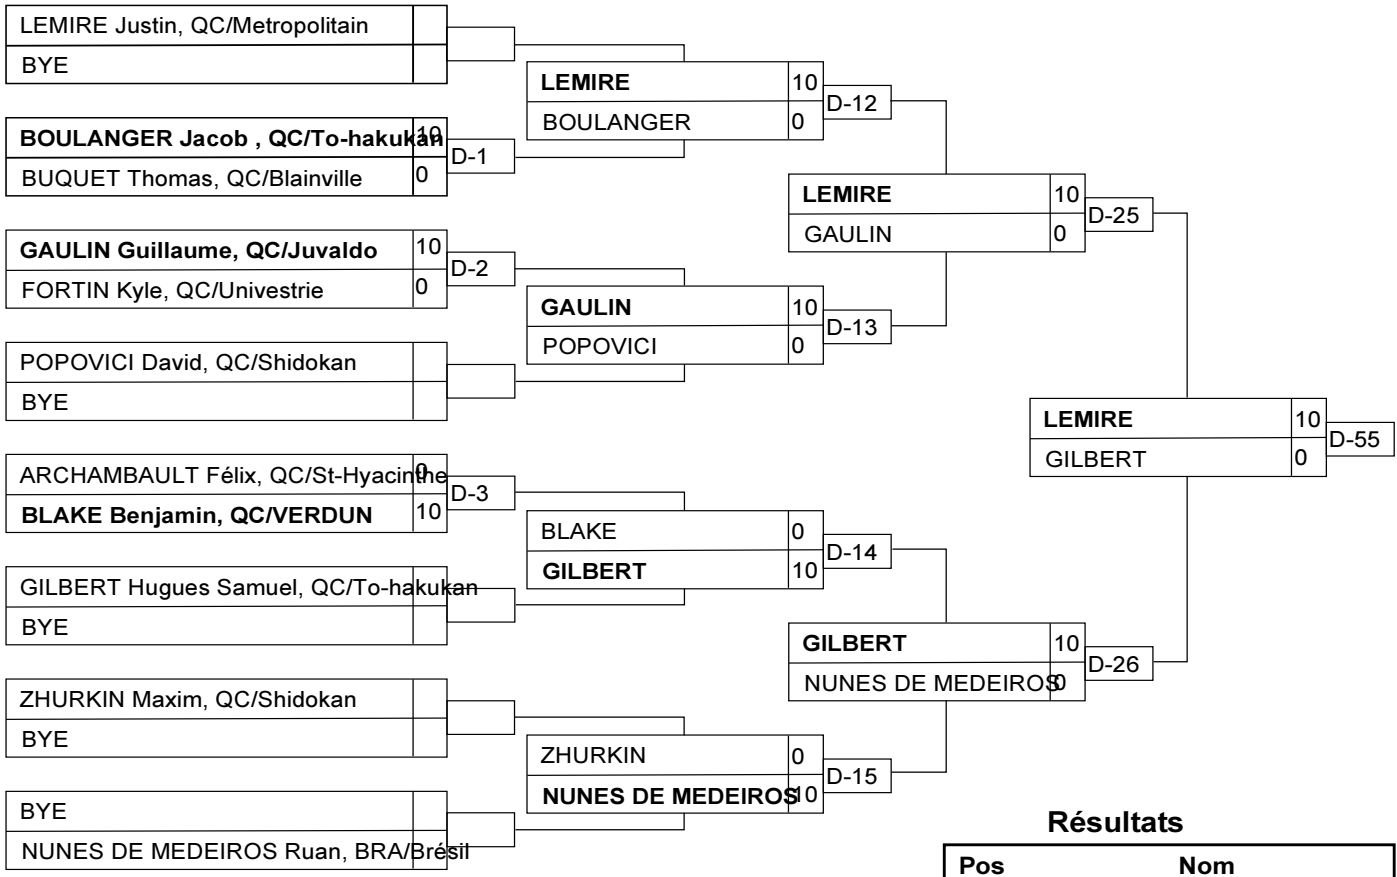 LEMIRE Justin, QC/Metropolitain
BYE
BOULANGER Jacob , QC/To-hakukan 10
BUQUET Thomas, QC/Blainville 0
D-1
GAULIN Guillaume, QC/Juvaldo 10
FORTIN Kyle, QC/Univestrie 0
D-2
POPOVICI David, QC/Shidokan
BYE
ARCHAMBAULT Félix, QC/St-Hyacinthe 0
BLAKE Benjamin, QC/VERDUN 10
D-3
GILBERT Hugues Samuel, QC/To-hakukan
BYE
ZHURKIN Maxim, QC/Shidokan
BYE
BYE
NUNES DE MEDEIROS Ruan, BRA/Brésil
LEMIRE 10
BOULANGER 0
D-12
GAULIN 10
POPOVICI 0
D-13
BLAKE 0
GILBERT 10
D-14
ZHURKIN 0
NUNES DE MEDEIROS 10
D-15
LEMIRE 10
GAULIN 0
D-25
GILBERT 10
NUNES DE MEDEIROS 0
D-26
LEMIRE 10
GILBERT 0
D-55
Résultats
Pos Nom